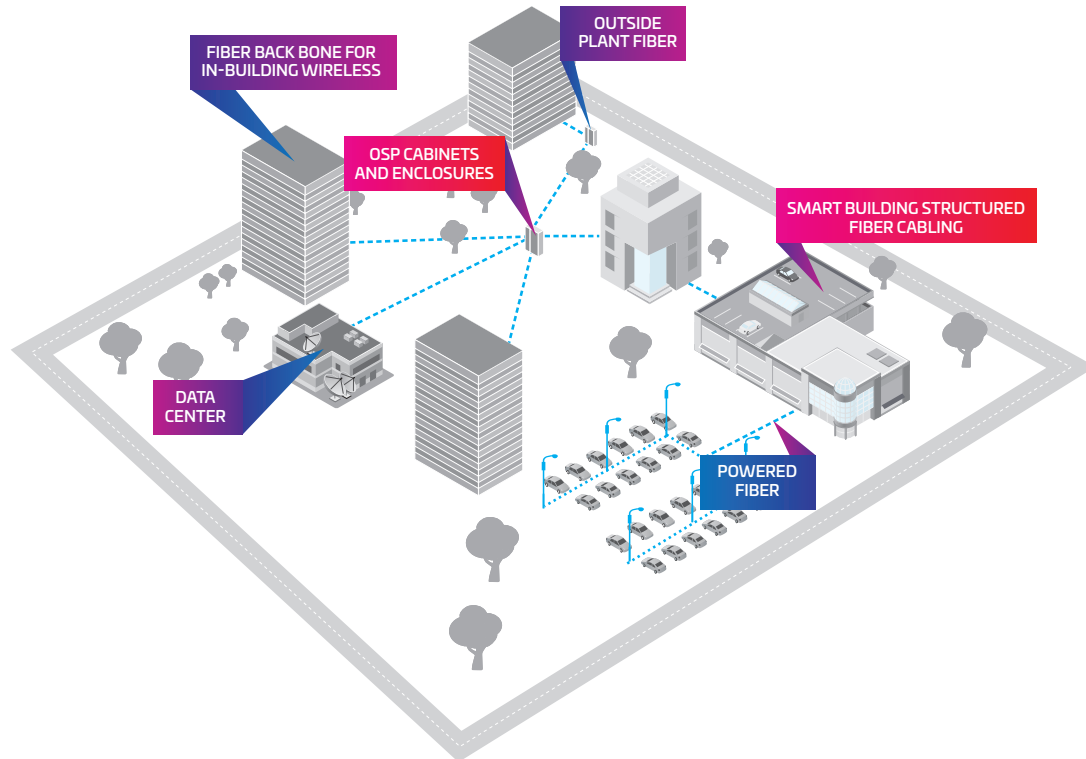 OUTSIDE
PLANT FIBER
FIBER BACK BONE FOR
IN-BUILDING WIRELESS
OSP CABINETS
AND ENCLOSURES
SMART BUILDING STRUCTURED
FIBER CABLING
DATA
CENTER
POWERED
FIBER